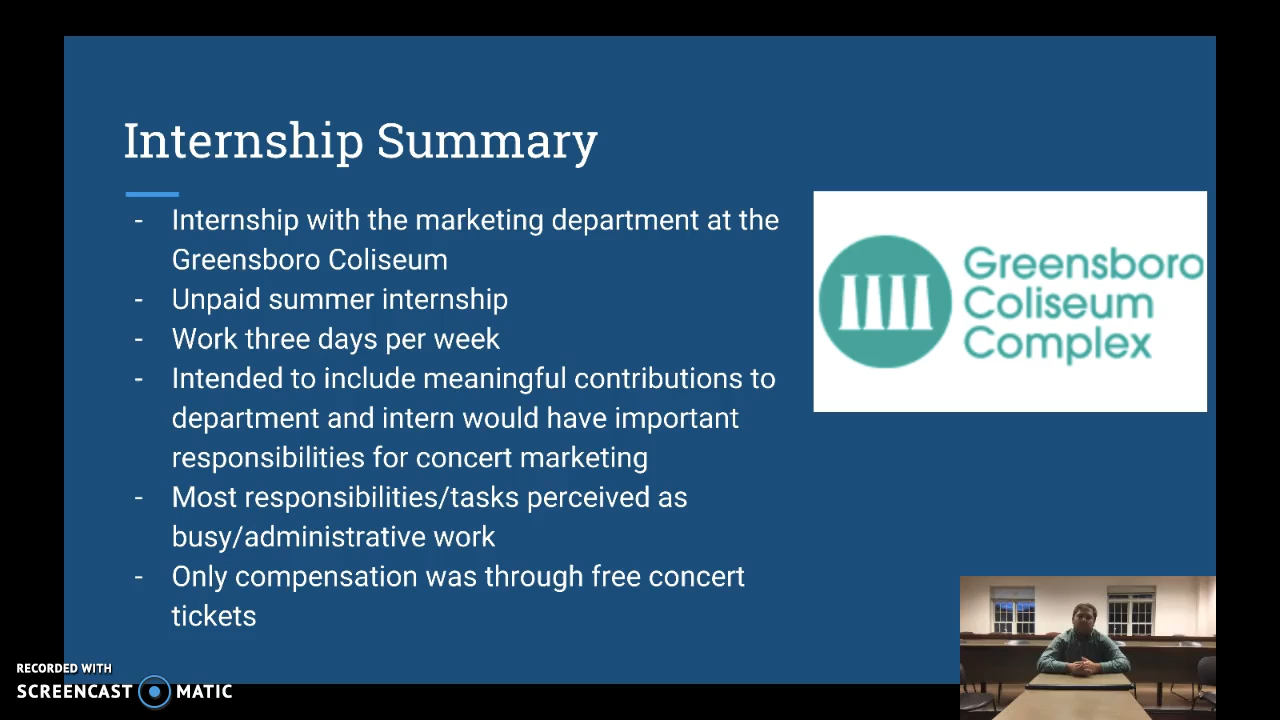 Internship Summary
- Internship with the marketing department at the
Greensboro Coliseum
- Unpaid summer internship
- Work three days per week
- Intended to include meaningful contributions to
department and intern would have important
responsibilities for concert marketing
- Most responsibilities/tasks perceived as
busy/administrative work
- Only compensation was through free concert
tickets
Greensboro
Coliseum
Complex
RECORDED WITH
SCREENCAST MATIC